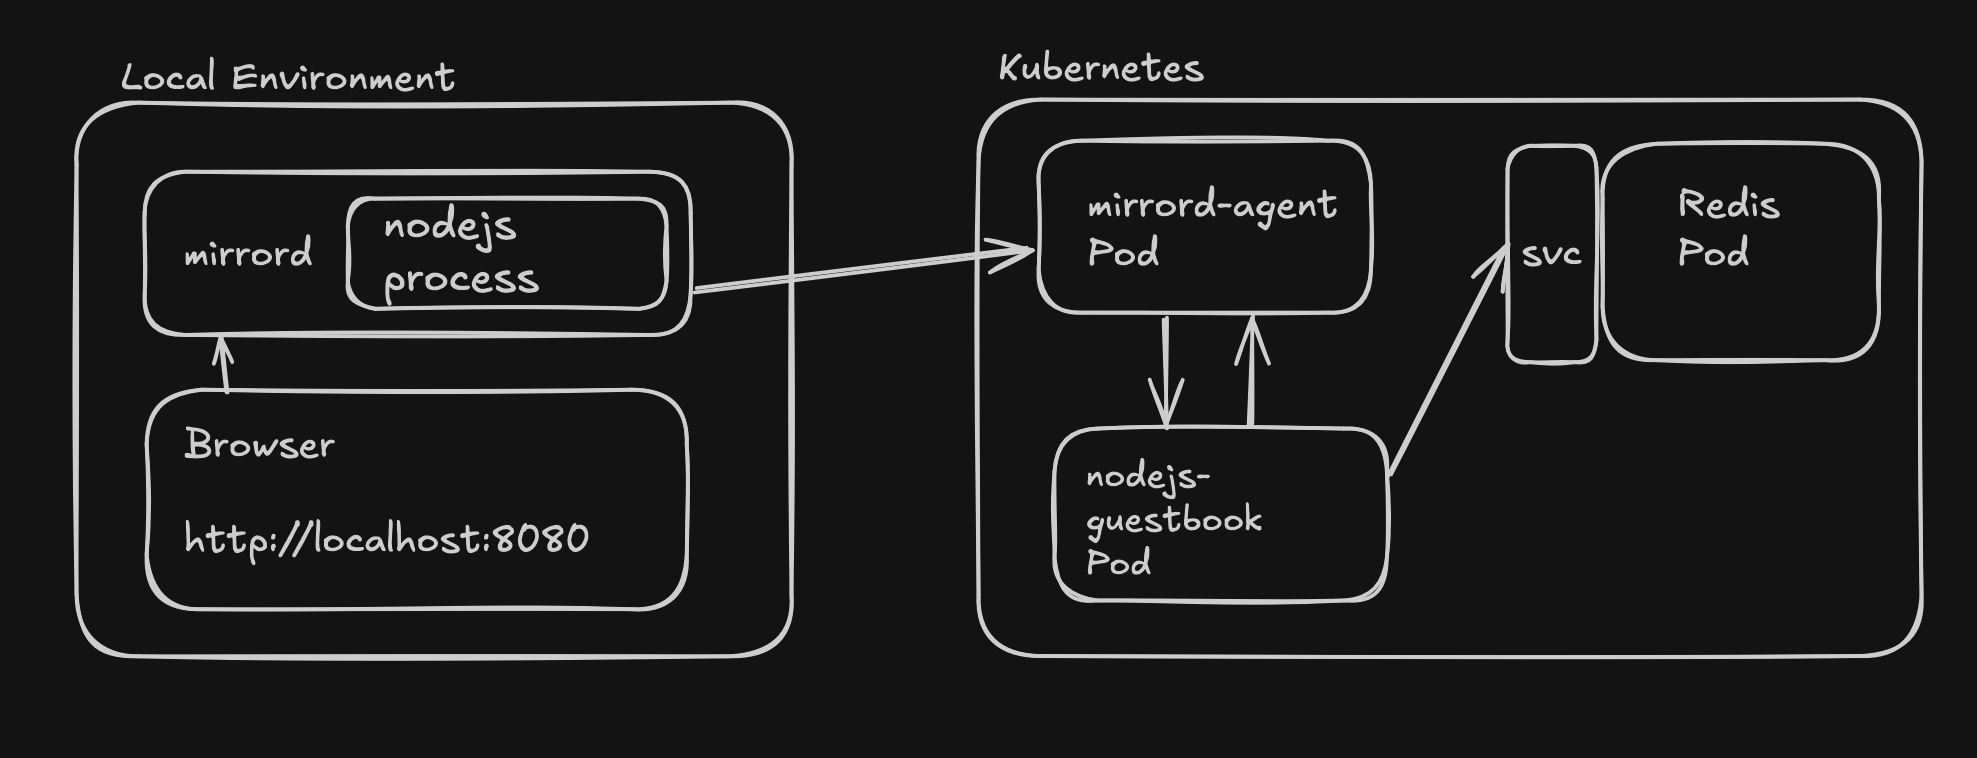 Local Environment
mirrord
nodejs
process
Browser
http://localhost:8080
Kubernetes
mirrord-agent
Pod
nodejs-
guestbook
Pod
svc
Redis
Pod